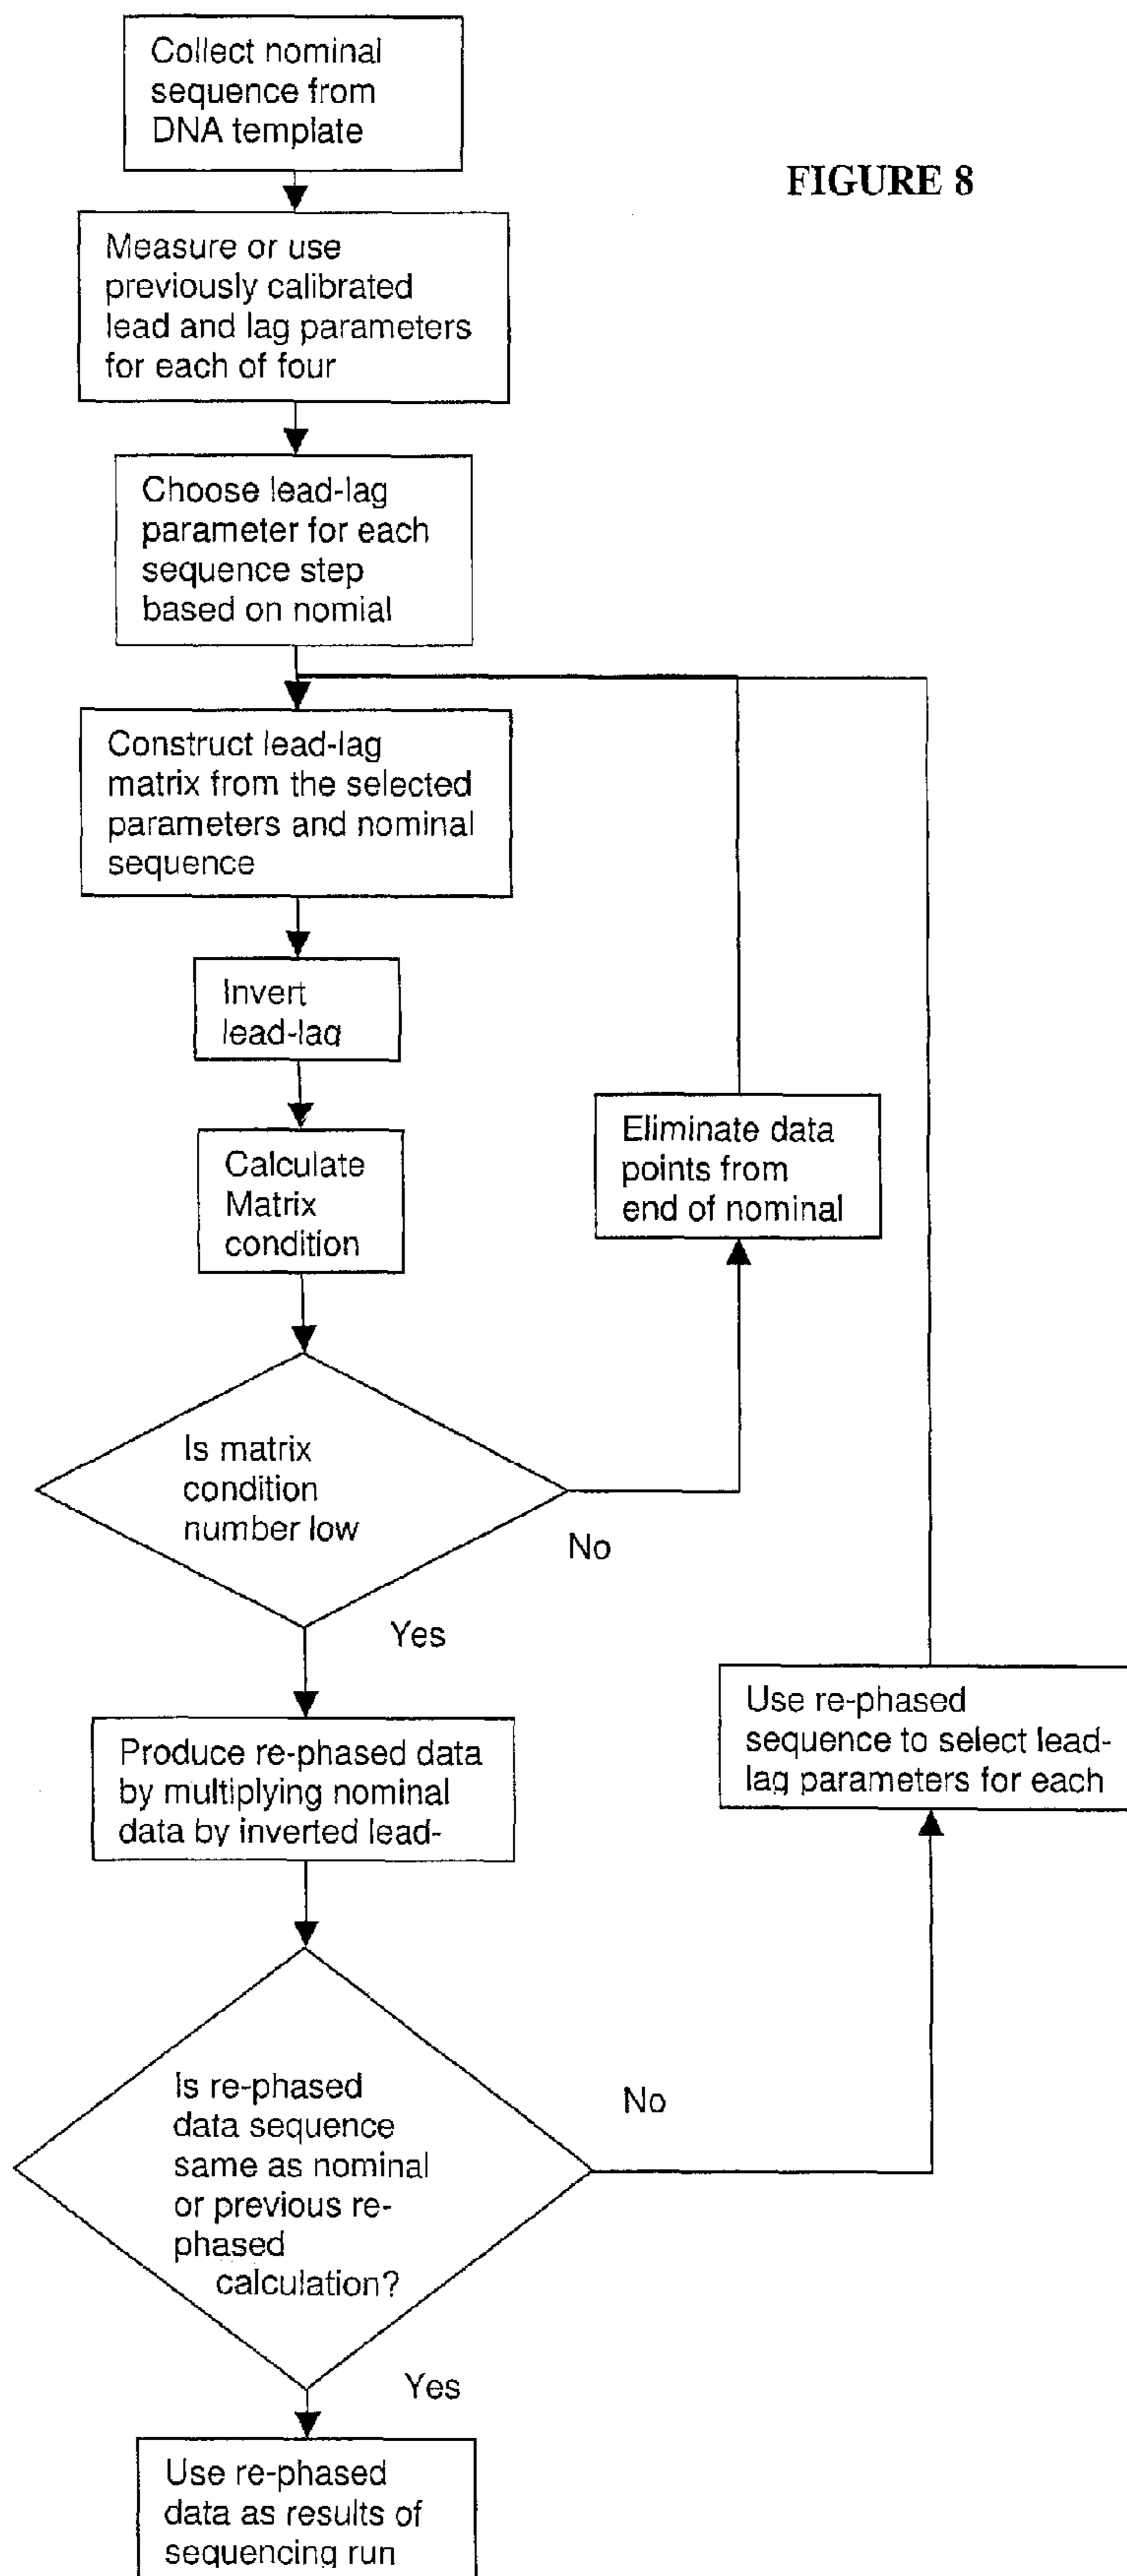 Collect nominal
sequence from
DNA template
FIGURE 8
Measure or use
previously calibrated
lead and lag parameters
for each of four
Choose lead-lag
parameter for each
sequence step
based on nomial
Construct lead-lag
matrix from the selected
parameters and nominal
sequence
Invert
lead-lag
Calculate
Matrix
condition
Eliminate data
points from
end of nominal
Is matrix
condition
number low
No
Yes
Use re-phased
sequence to select lead-
lag parameters for each
Produce re-phased data
by multiplying nominal
data by inverted lead-
Is re-phased
data sequence
same as nominal
or previous re-
phased
calculation?
No
Yes
Use re-phased
data as results of
sequencing run